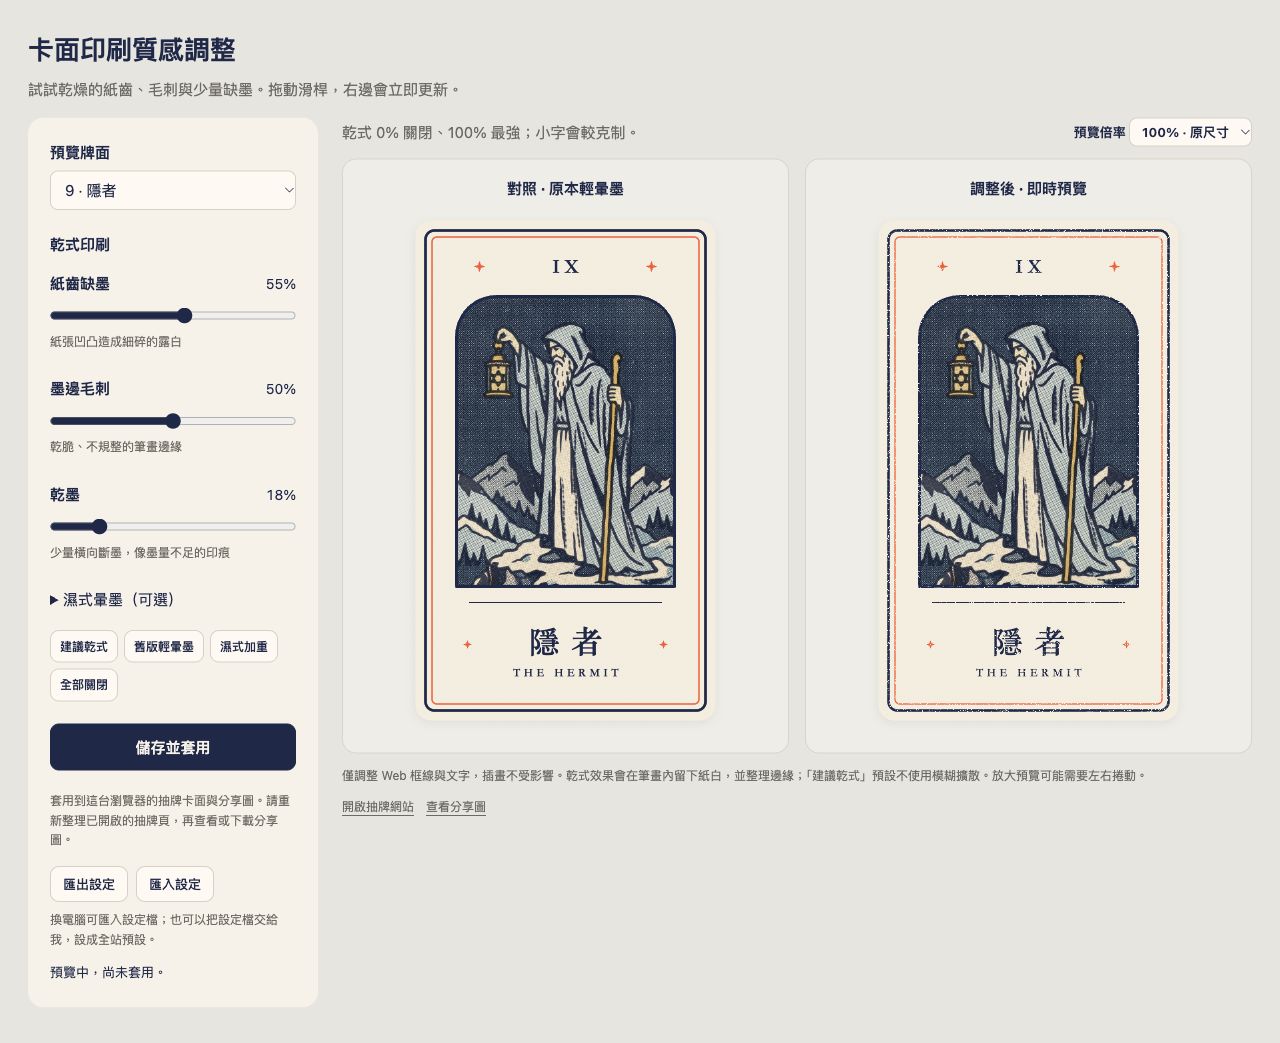 卡面印刷質感調整
試試乾燥的紙齒、毛刺與少量缺墨。拖動滑桿，右邊會立即更新。
預覽牌面
9 · 隱者
乾式印刷
紙齒缺墨 55%
紙張凹凸造成細碎的露白
墨邊毛刺 50%
乾脆、不規整的筆畫邊緣
乾墨 18%
少量橫向斷墨，像墨量不足的印痕
▶ 濕式暈墨（可選）
建議乾式 舊版輕暈墨 濕式加重
全部關閉
儲存並套用
套用到這台瀏覽器的抽牌卡面與分享圖。請重
新整理已開啟的抽牌頁，再查看或下載分享
圖。
匯出設定 匯入設定
換電腦可匯入設定檔；也可以把設定檔交給
我，設成全站預設。
預覽中，尚未套用。
乾式 0% 關閉、100% 最強；小字會較克制。
預覽倍率 100% · 原尺寸
對照 · 原本輕暈墨
IX
隱者
THE HERMIT
調整後 · 即時預覽
IX
隱者
THE HERMIT
僅調整 Web 框線與文字，插畫不受影響。乾式效果會在筆畫內留下紙白，並整理邊緣；「建議乾式」預設不使用模糊擴散。放大預覽可能需要左右捲動。
開啟抽牌網站 查看分享圖